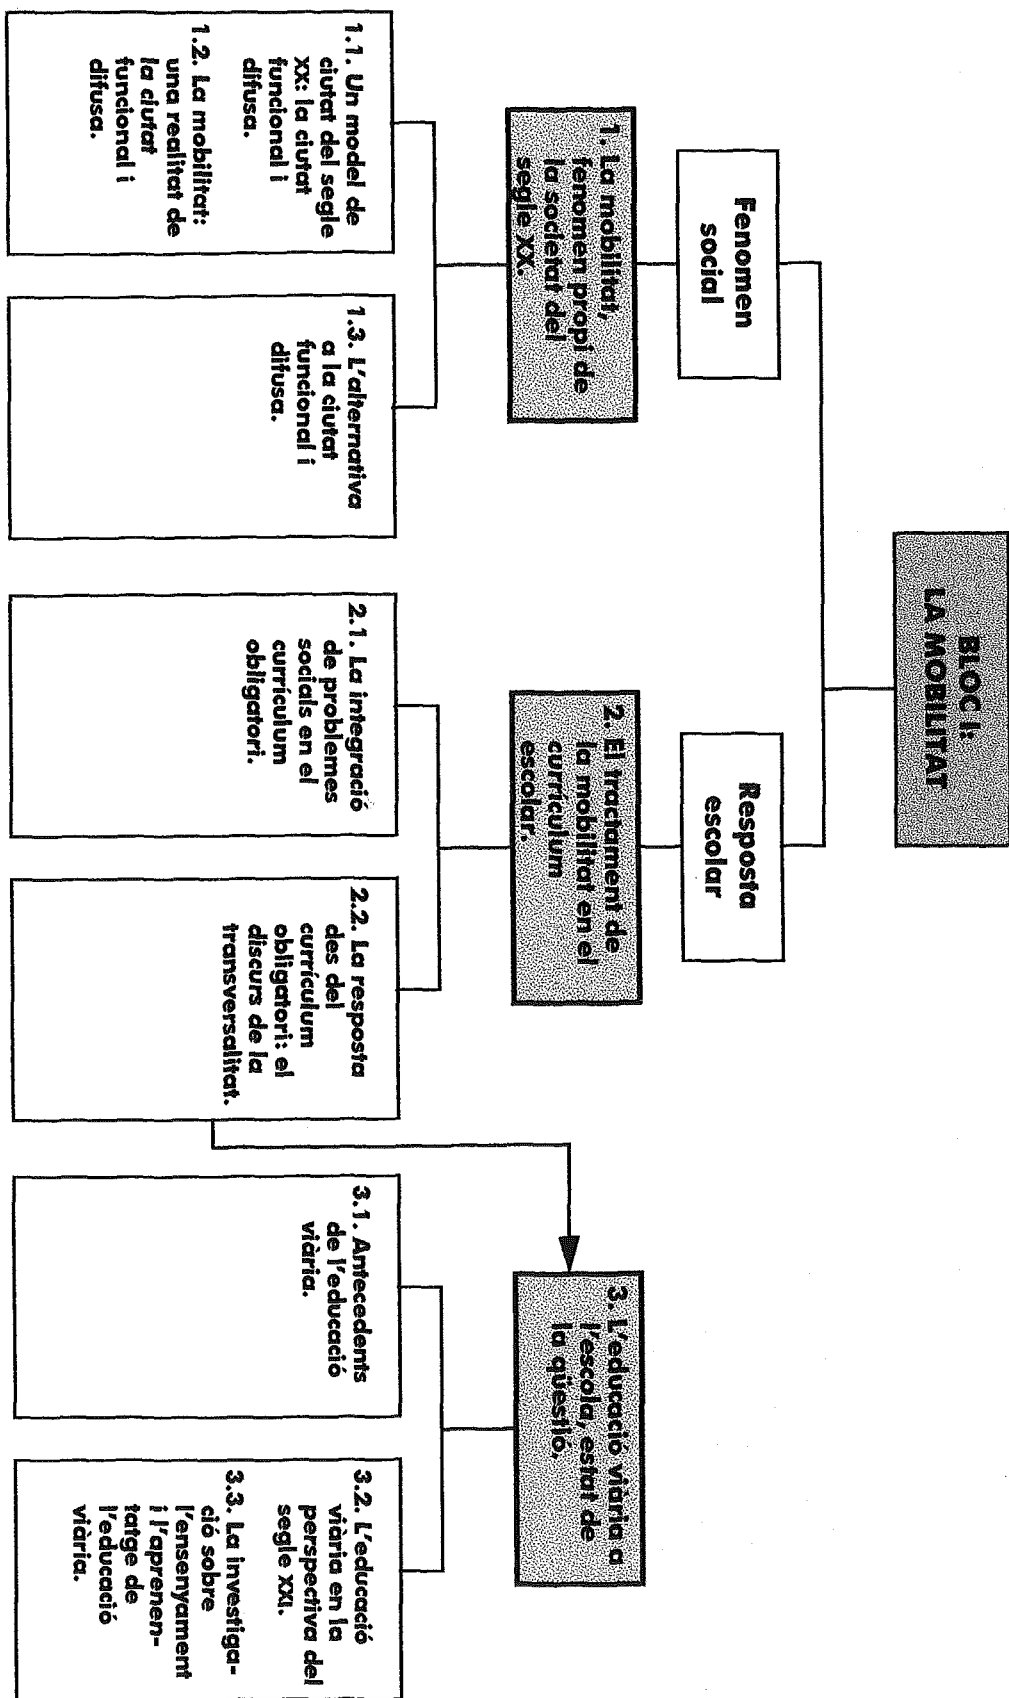 BLOC I:
LA MOBILITAT
Fenomen
social
Resposta
escolar
1. La mobilitat,
fenomen propi de
la societat del
segle XX.
2. El tractament de
la mobilitat en el
currículum
escolar.
3. L'educació viària a
l'escola, estat de
la qüestió.
1.1. Un model de
ciutat del segle
XX: la ciutat
funcional i
difusa.
1.2. La mobilitat:
una realitat de
la ciutat
funcional i
difusa.
1.3. L'alternativa
a la ciutat
funcional i
difusa.
2.1. La integració
de problemes
socials en el
currículum
obligatori.
2.2. La resposta
des del
currículum
obligatori: el
discurs de la
transversalitat.
3.1. Antecedents
de l'educació
viària.
3.2. L'educació
viària en la
perspectiva del
segle XXI.
3.3. La investiga-
ció sobre
l'ensenyament
i l'aprenen-
tatge de
l'educació
viària.